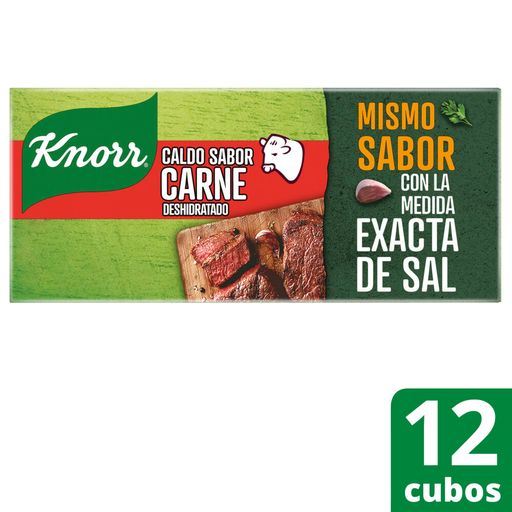 Knorr
CALDO SABOR
CARNE
DESHIDRATADO
MISMO
SABOR
CON LA
MEDIDA
EXACTA
DE SAL
12
cubos